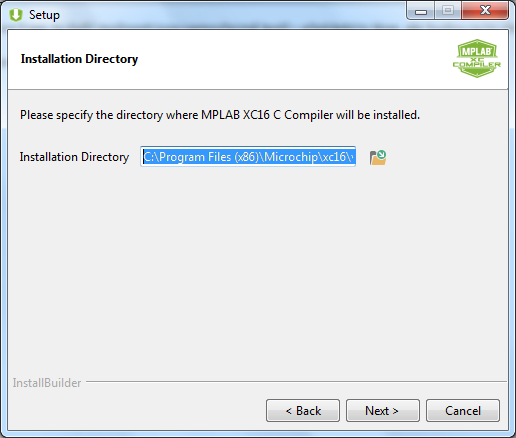 Setup
Installation Directory
MPLAB
XC
COMPILER
Please specify the directory where MPLAB XC16 C Compiler will be installed.
Installation Directory C:\Program Files (x86)\Microchip\xc16\
InstallBuilder
< Back Next > Cancel